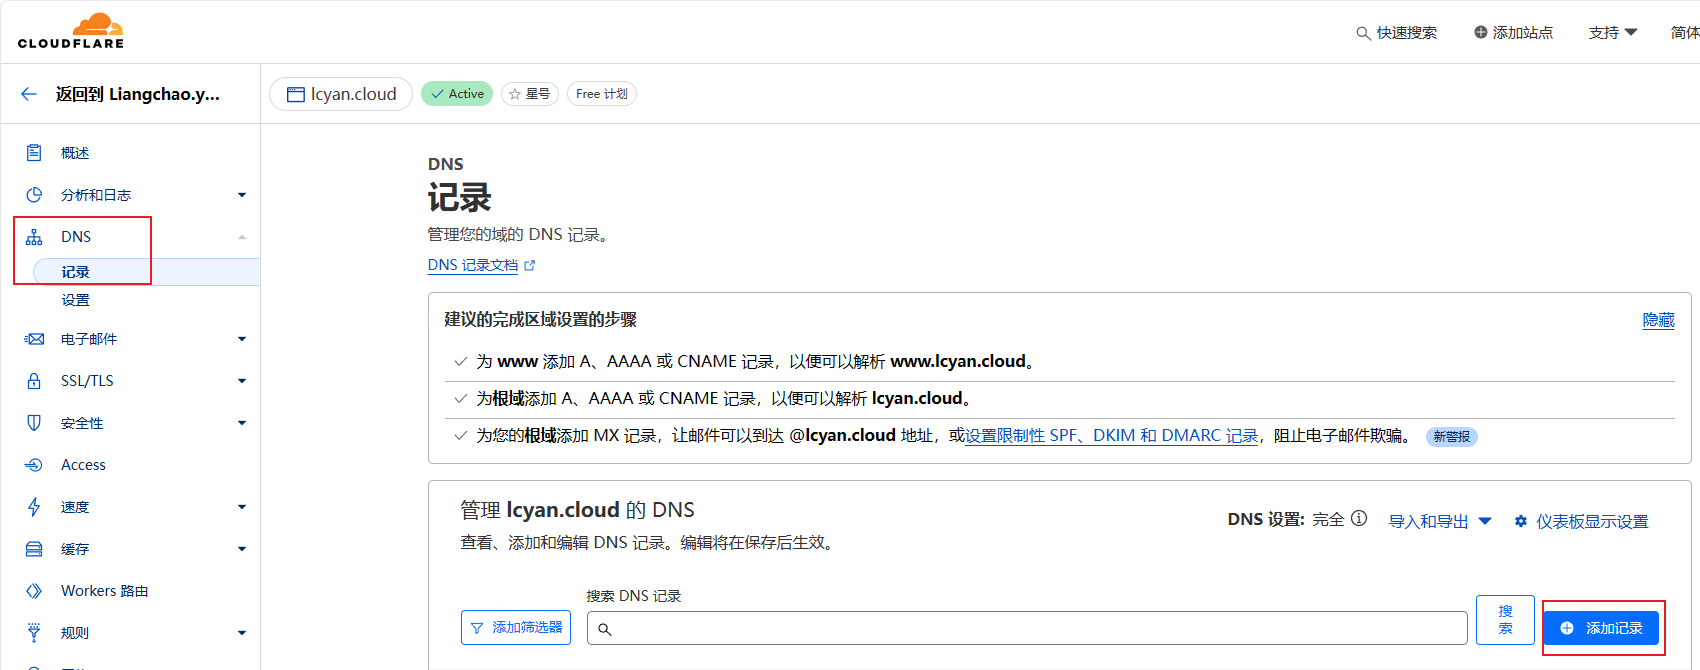 CLOUDFLARE
快速搜索
添加站点
支持
简体
返回到 Liangchao.y...
lcyan.cloud
Active
星号
Free 计划
概述
分析和日志
DNS
记录
设置
电子邮件
SSL/TLS
安全性
Access
速度
缓存
Workers 路由
规则
DNS
记录
管理您的域的 DNS 记录。
DNS 记录文档
建议的完成区域设置的步骤
隐藏
为 www 添加 A、AAAA 或 CNAME 记录，以便可以解析 www.lcyan.cloud。
为根域添加 A、AAAA 或 CNAME 记录，以便可以解析 lcyan.cloud。
为您的根域添加 MX 记录，让邮件可以到达 @lcyan.cloud 地址，或设置限制性 SPF、DKIM 和 DMARC 记录，阻止电子邮件欺骗。 新警报
管理 lcyan.cloud 的 DNS
查看、添加和编辑 DNS 记录。编辑将在保存后生效。
DNS 设置: 完全
导入和导出
仪表板显示设置
搜索 DNS 记录
添加筛选器
搜
索
添加记录